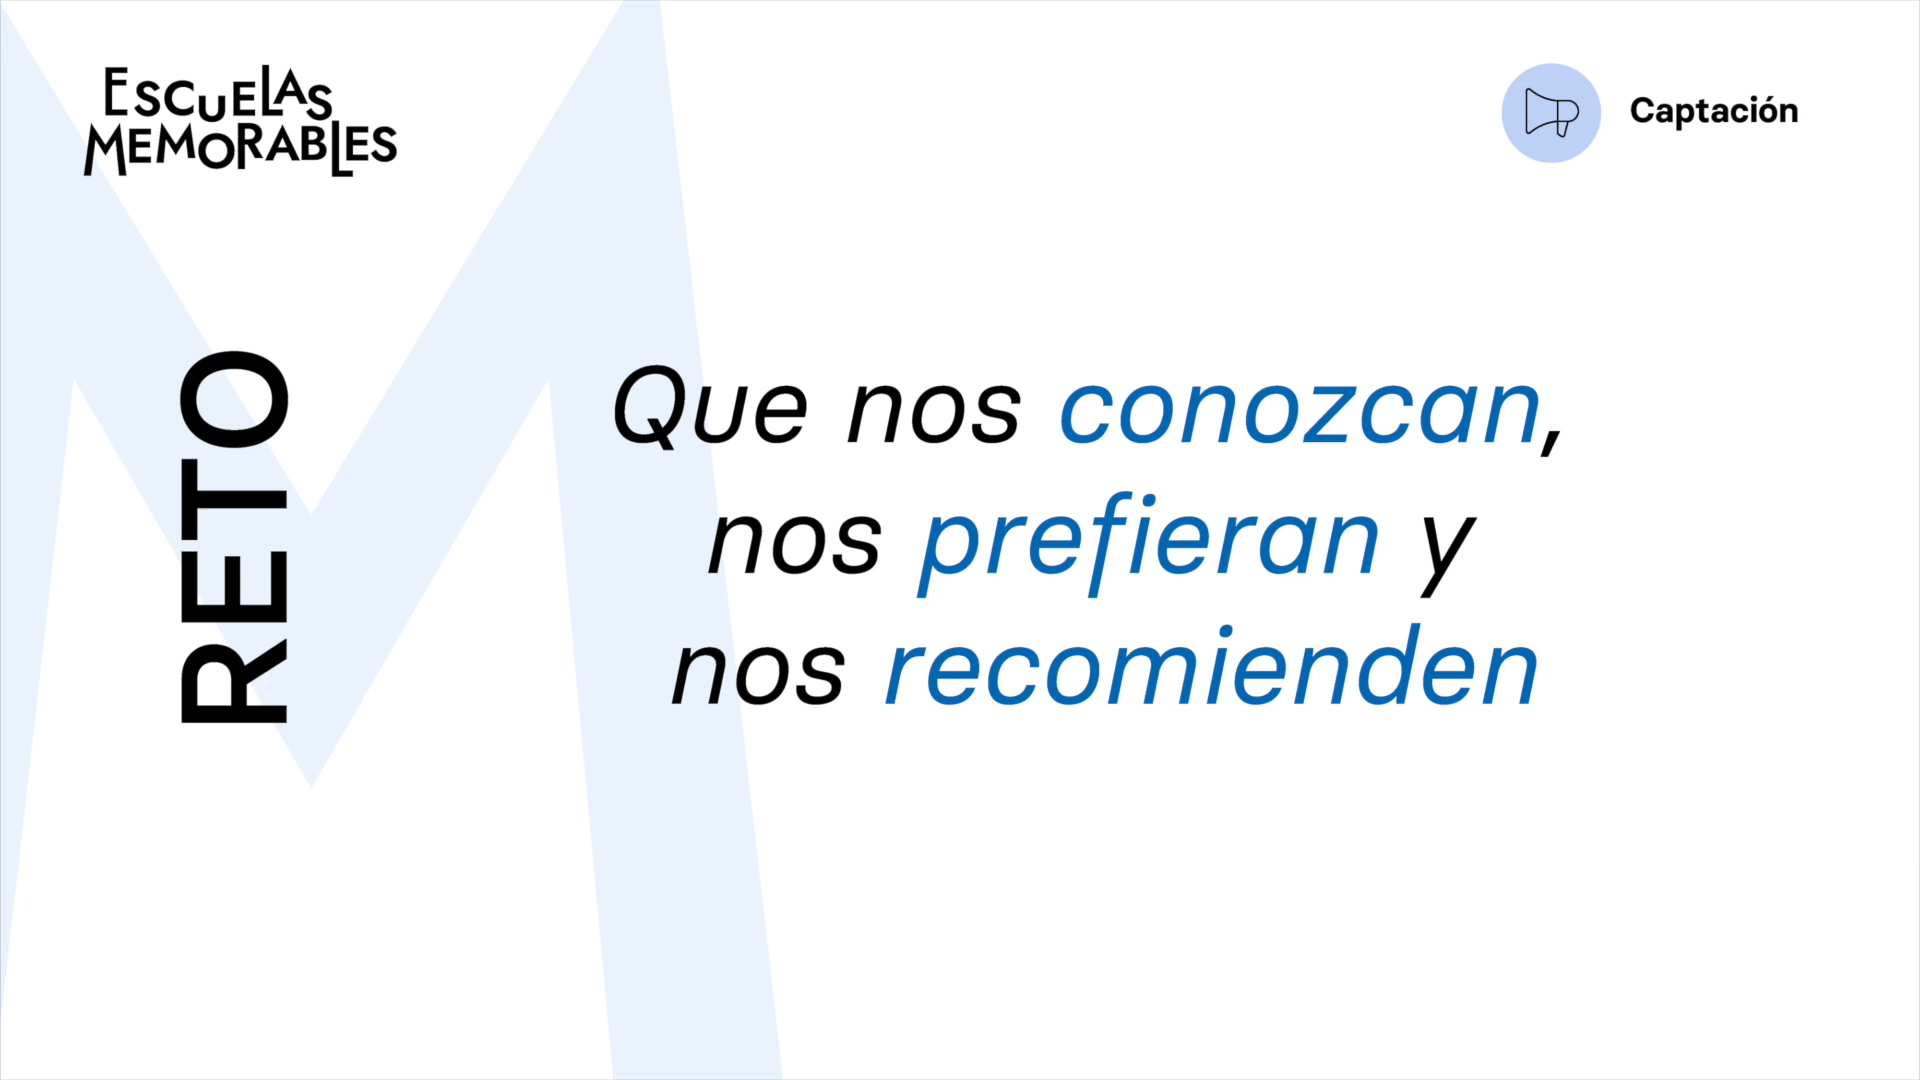 ESCUELAS
MEMORABLES
Captación
RETO
Que nos conozcan,
nos prefieran y
nos recomienden